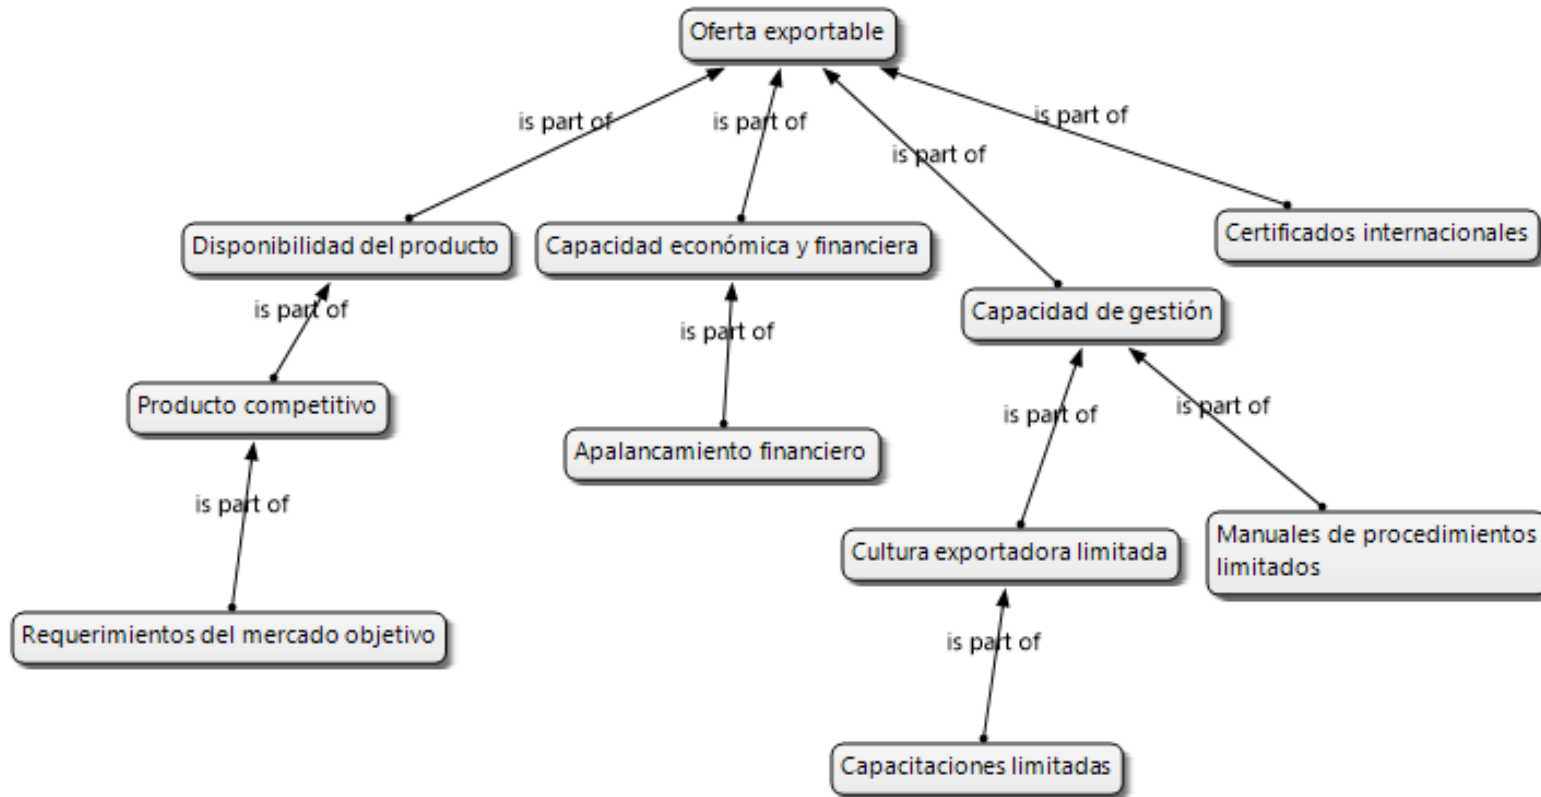 Oferta exportable
is part of
is part of
is part of
is part of
Disponibilidad del producto
Capacidad económica y financiera
Certificados internacionales
is part of
is part of
Capacidad de gestión
Producto competitivo
Apalancamiento financiero
is part of
is part of
is part of
Cultura exportadora limitada
Manuales de procedimientos
limitados
Requerimientos del mercado objetivo
is part of
Capacitaciones limitadas